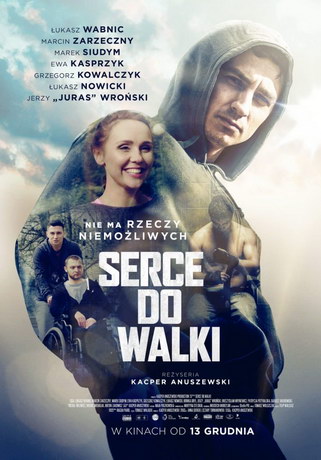 ŁUKASZ WABNIC
MARCIN ZARZECZNY
MAREK SIUDYM
EWA KASPRZYK
GRZEGORZ KOWALCZYK
ŁUKASZ NOWICKI
JERZY „JURAS” WROŃSKI
NIE MA RZECZY
NIEMOŻLIWYCH
SERCE
DO
WALKI
REŻYSERIA
KACPER ANUSZEWSKI
W KINACH OD 13 GRUDNIA